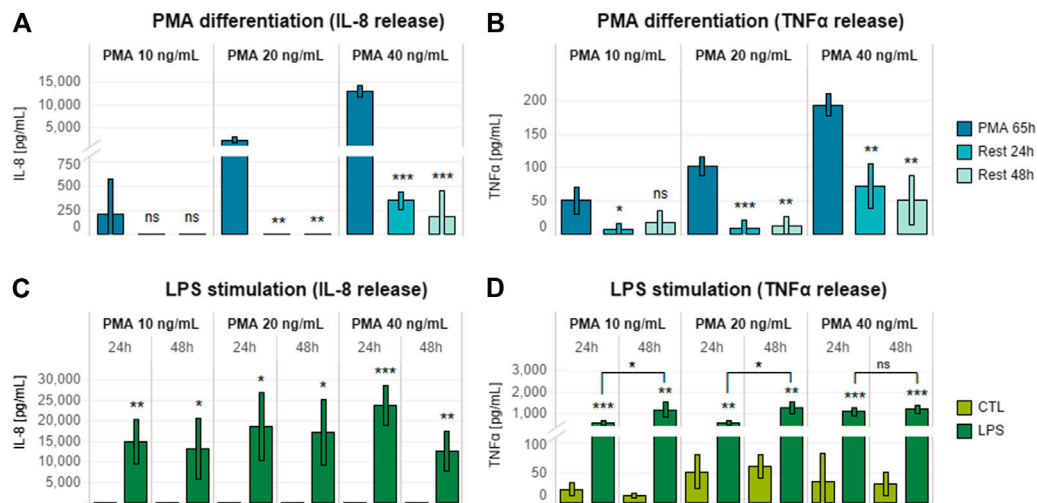 A
PMA differentiation (IL-8 release)
PMA 10 ng/mL PMA 20 ng/mL PMA 40 ng/mL
IL-8 [pg/mL]
15,000
10,000
5,000
750
500
250
0
ns ns ** ** *** ***
B
PMA differentiation (TNFα release)
PMA 10 ng/mL PMA 20 ng/mL PMA 40 ng/mL
TNFα [pg/mL]
200
150
100
50
0
* ns *** ** ** **
PMA 65h
Rest 24h
Rest 48h
C
LPS stimulation (IL-8 release)
PMA 10 ng/mL PMA 20 ng/mL PMA 40 ng/mL
24h 48h 24h 48h 24h 48h
IL-8 [pg/mL]
30,000
25,000
20,000
15,000
10,000
5,000
** * * * *** **
D
LPS stimulation (TNFα release)
PMA 10 ng/mL PMA 20 ng/mL PMA 40 ng/mL
24h 48h 24h 48h 24h 48h
TNFα [pg/mL]
3,000
2,000
1,000
100
50
0
* * ns
*** ** ** ** *** ***
CTL
LPS